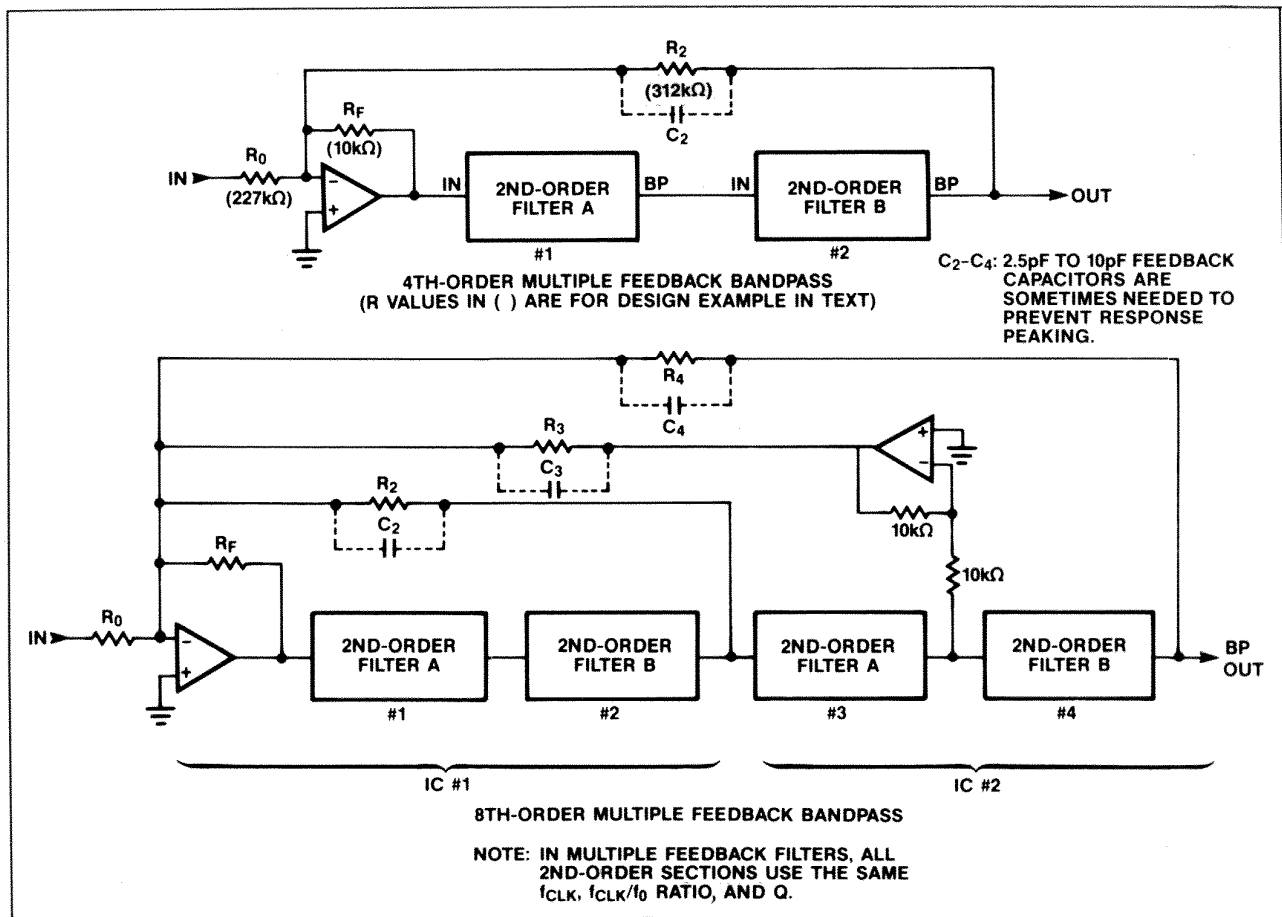 R2
(312kΩ)
C2
RF
(10kΩ)
R0
IN
(227kΩ)
−
+
IN
2ND-ORDER
FILTER A
BP
#1
IN
2ND-ORDER
FILTER B
BP
#2
OUT
4TH-ORDER MULTIPLE FEEDBACK BANDPASS
(R VALUES IN ( ) ARE FOR DESIGN EXAMPLE IN TEXT)
C2–C4: 2.5pF TO 10pF FEEDBACK
CAPACITORS ARE
SOMETIMES NEEDED TO
PREVENT RESPONSE
PEAKING.
R4
C4
R3
C3
+
−
R2
C2
10kΩ
RF
10kΩ
R0
IN
−
+
2ND-ORDER
FILTER A
#1
2ND-ORDER
FILTER B
#2
2ND-ORDER
FILTER A
#3
2ND-ORDER
FILTER B
#4
BP
OUT
IC #1
IC #2
8TH-ORDER MULTIPLE FEEDBACK BANDPASS
NOTE: IN MULTIPLE FEEDBACK FILTERS, ALL
2ND-ORDER SECTIONS USE THE SAME
fCLK, fCLK/f0 RATIO, AND Q.